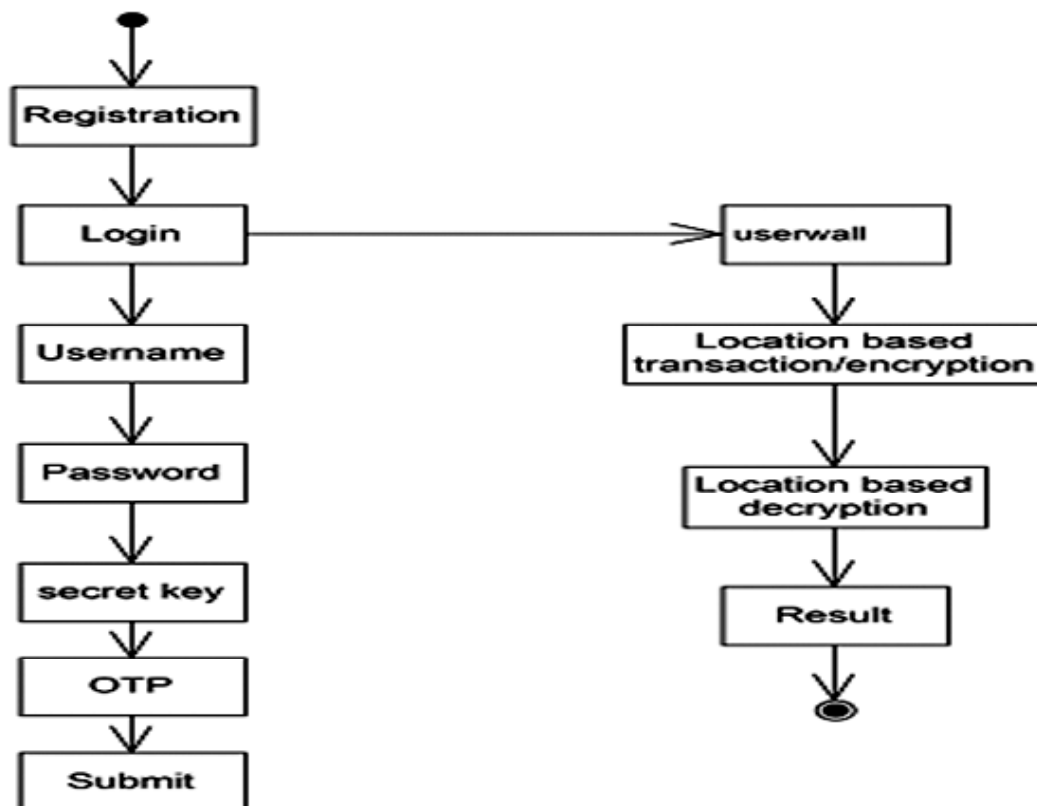 Registration
Login
Username
Password
secret key
OTP
Submit
userwall
Location based
transaction/encryption
Location based
decryption
Result